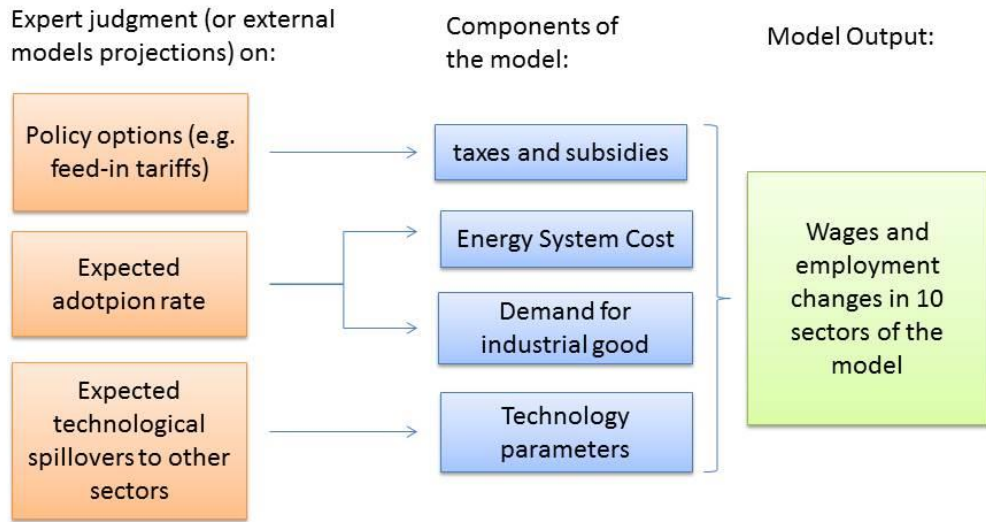 Expert judgment (or external
models projections) on:
Components of
the model:
Model Output:
Policy options (e.g.
feed-in tariffs)
taxes and subsidies
Expected
adotpion rate
Energy System Cost
Demand for
industrial good
Expected
technological
spillovers to other
sectors
Technology
parameters
Wages and
employment
changes in 10
sectors of the
model